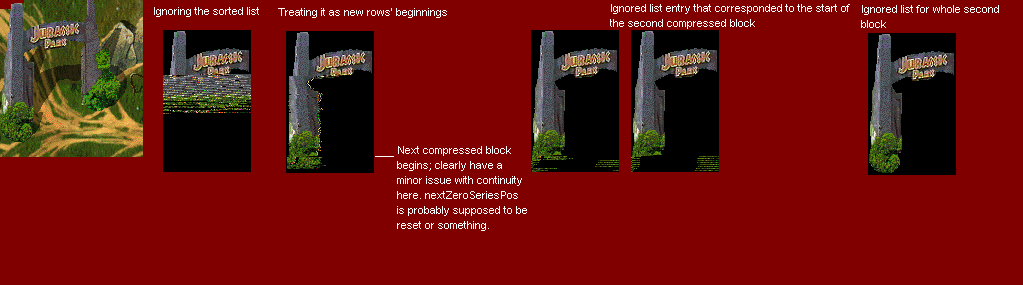 Ignoring the sorted list
Treating it as new rows' beginnings
Ignored list entry that corresponded to the start of
the second compressed block
Ignored list for whole second
block
JURASSIC
PARK
JURASSIC
PARK
JURASSIC
PARK
JURASSIC
PARK
JURASSIC
PARK
JURASSIC
PARK
Next compressed block
begins; clearly have a
minor issue with continuity
here. nextZeroSeriesPos
is probably supposed to be
reset or something.